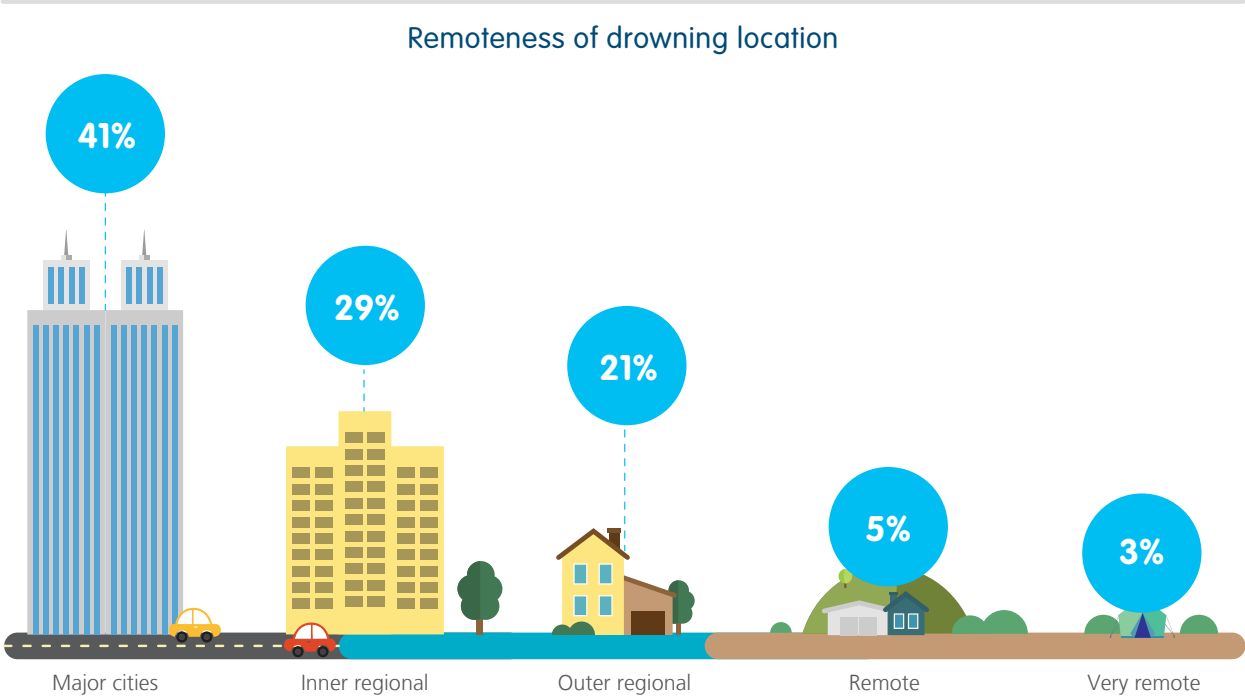 Remoteness of drowning location
41%
29%
21%
5%
3%
Major cities
Inner regional
Outer regional
Remote
Very remote